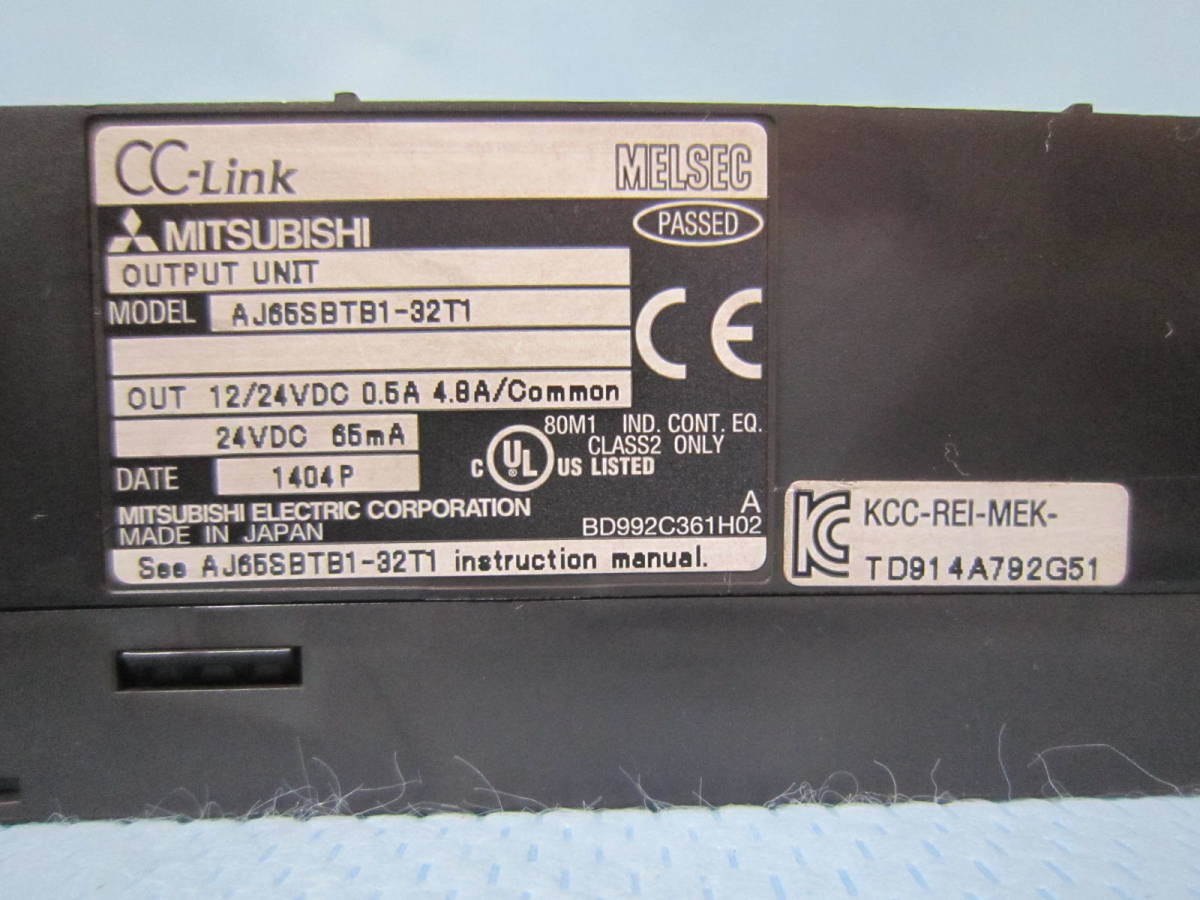 CC-Link MELSEC
MITSUBISHI PASSED
OUTPUT UNIT
MODEL AJ65SBTB1-32T1
CE
OUT 12/24VDC 0.5A 4.8A/Common
24VDC 65mA
80M1 IND. CONT. EQ.
CLASS2 ONLY
C UL US LISTED
DATE 1404P
MITSUBISHI ELECTRIC CORPORATION
MADE IN JAPAN
A
BD992C361H02
See AJ65SBTB1-32T1 instruction manual.
KCC-REI-MEK-
TD914A792G51